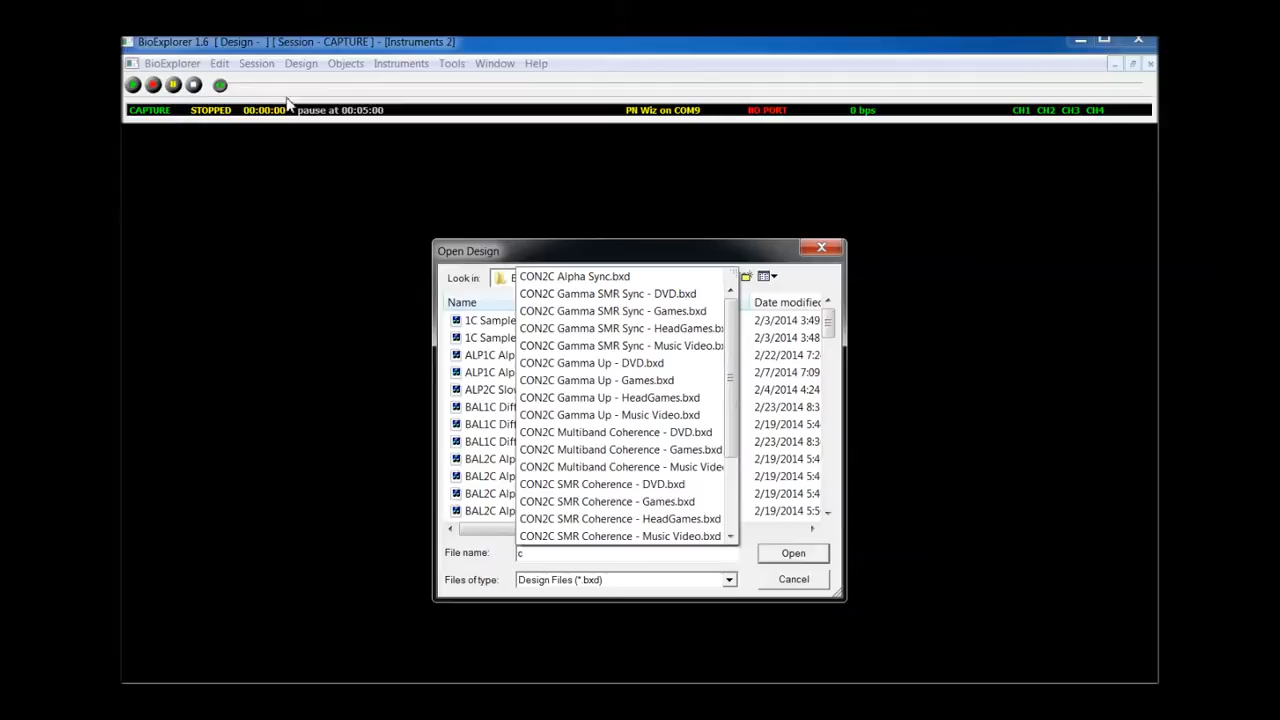 BioExplorer 1.6 [ Design - ] [ Session - CAPTURE ] - [Instruments 2]
BioExplorer Edit Session Design Objects Instruments Tools Window Help
CAPTURE STOPPED 00:00:00 pause at 00:05:00 PN Wiz on COM9 NO PORT 0 bps CH1 CH2 CH3 CH4
Open Design
Look in:
Name
Date modified
1C Sample
1C Sample
ALP1C Alp
ALP1C Alp
ALP2C Slo
BAL1C Diff
BAL1C Diff
BAL1C Diff
BAL2C Alp
BAL2C Alp
BAL2C Alp
BAL2C Alp
CON2C Alpha Sync.bxd
CON2C Gamma SMR Sync - DVD.bxd
CON2C Gamma SMR Sync - Games.bxd
CON2C Gamma SMR Sync - HeadGames.bx
CON2C Gamma SMR Sync - Music Video.bx
CON2C Gamma Up - DVD.bxd
CON2C Gamma Up - Games.bxd
CON2C Gamma Up - HeadGames.bxd
CON2C Gamma Up - Music Video.bxd
CON2C Multiband Coherence - DVD.bxd
CON2C Multiband Coherence - Games.bxd
CON2C Multiband Coherence - Music Video
CON2C SMR Coherence - DVD.bxd
CON2C SMR Coherence - Games.bxd
CON2C SMR Coherence - HeadGames.bxd
CON2C SMR Coherence - Music Video.bxd
2/3/2014 3:49
2/3/2014 3:48
2/22/2014 7:2
2/7/2014 7:09
2/4/2014 4:24
2/23/2014 8:3
2/19/2014 5:4
2/23/2014 8:3
2/19/2014 5:4
2/19/2014 5:4
2/19/2014 5:4
2/19/2014 5:5
File name: c
Open
Files of type: Design Files (*.bxd)
Cancel